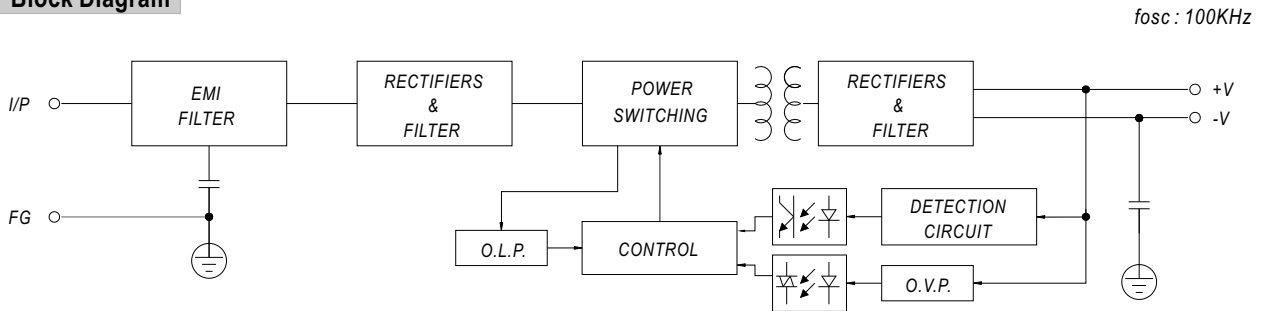 Block Diagram
fosc : 100KHz
I/P
EMI
FILTER
RECTIFIERS
&
FILTER
POWER
SWITCHING
RECTIFIERS
&
FILTER
+V
-V
FG
O.L.P.
CONTROL
DETECTION
CIRCUIT
O.V.P.